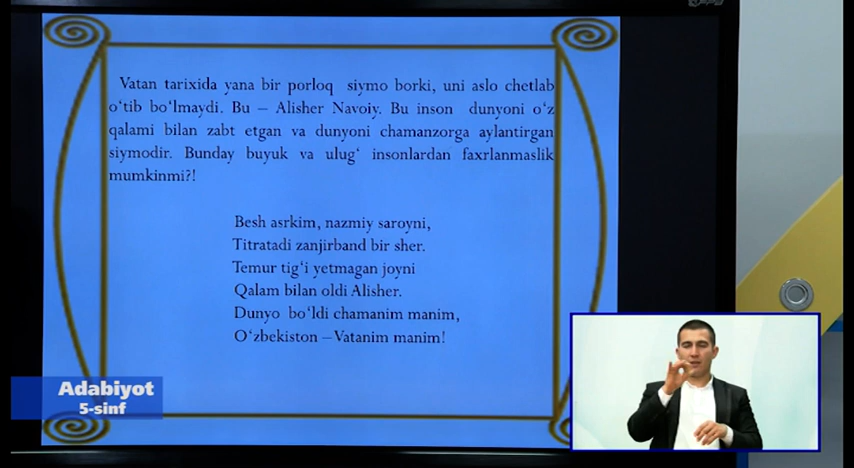 Vatan tarixida yana bir porloq siymo borki, uni aslo chetlab
o‘tib bo‘lmaydi. Bu – Alisher Navoiy. Bu inson dunyoni o‘z
qalami bilan zabt etgan va dunyoni chamanzorga aylantirgan
siymodir. Bunday buyuk va ulug‘ insonlardan faxrlanmaslik
mumkinmi?!
Besh asrkim, nazmiy saroyni,
Titratadi zanjirband bir sher.
Temur tig‘i yetmagan joyni
Qalam bilan oldi Alisher.
Dunyo bo‘ldi chamanim manim,
O‘zbekiston – Vatanim manim!
Adabiyot
5-sinf